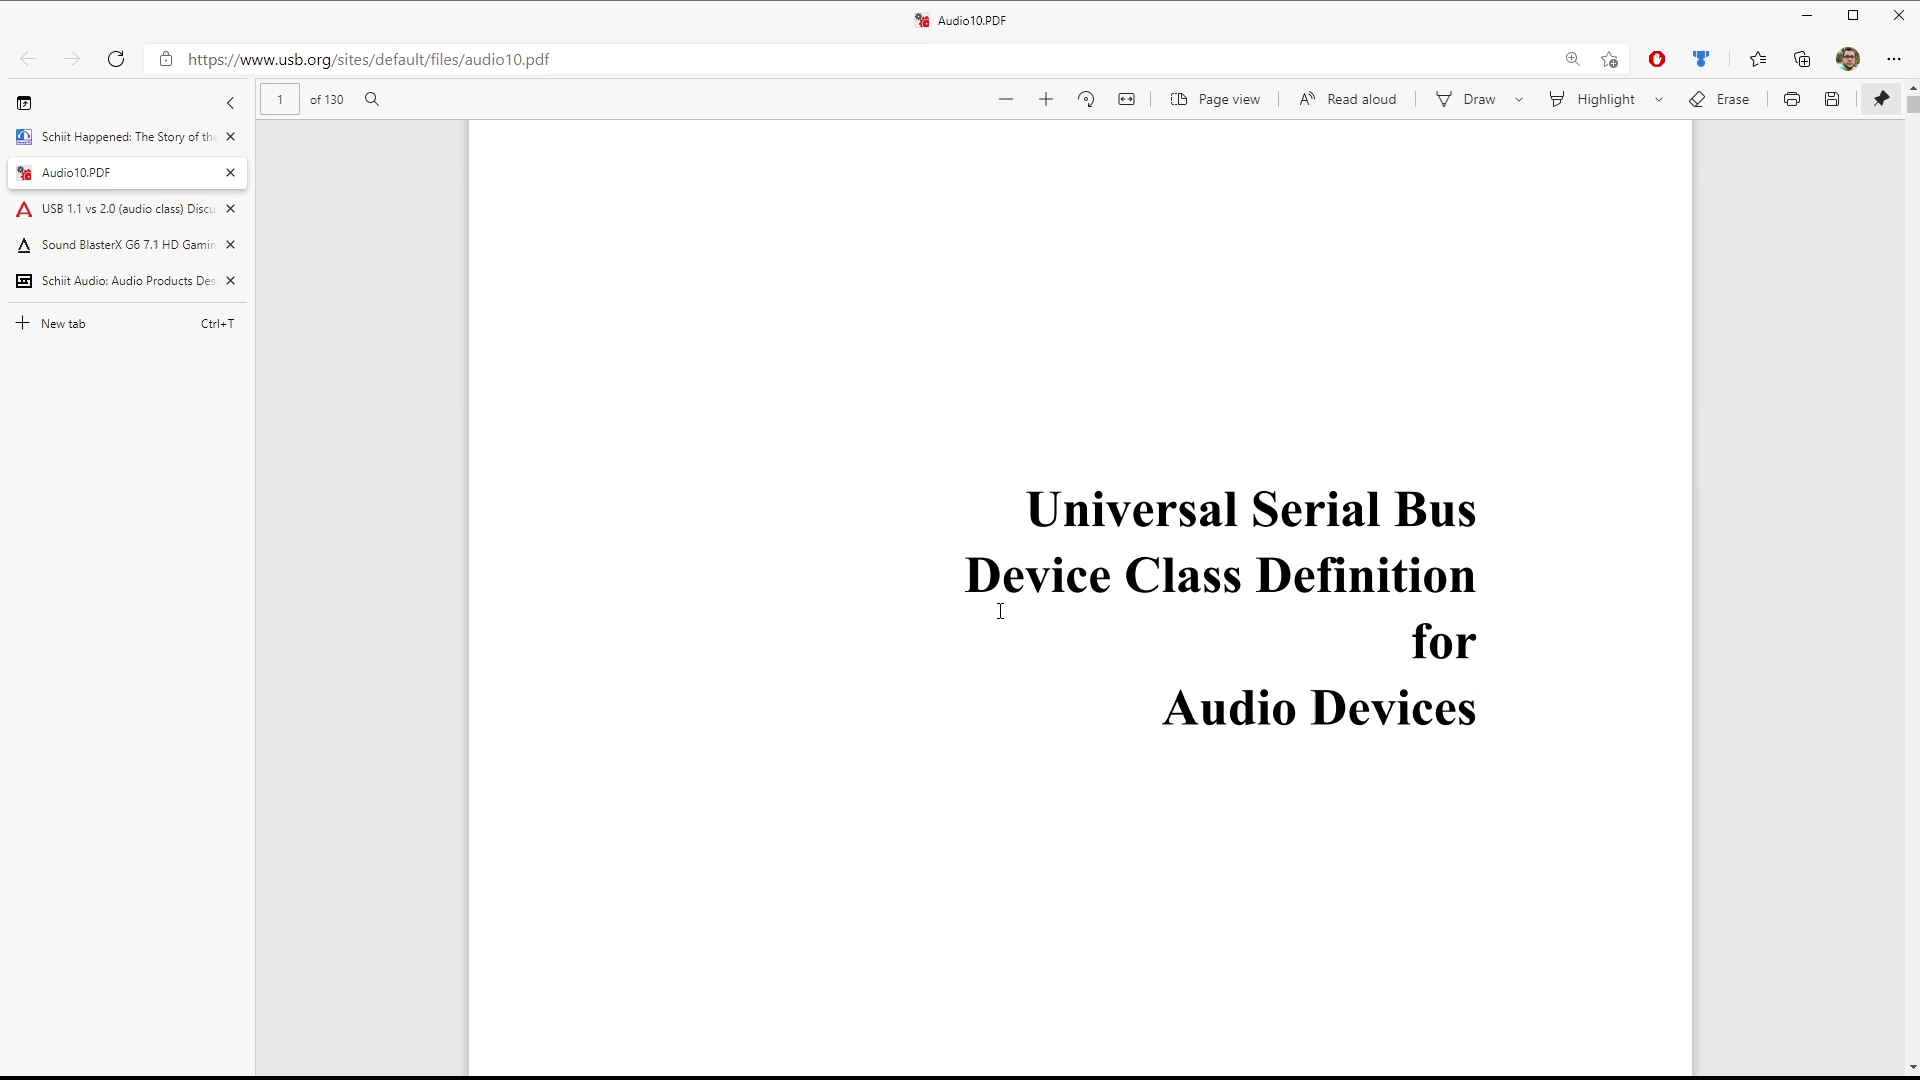 Audio10.PDF
https://www.usb.org/sites/default/files/audio10.pdf
1 of 130
Page view
Read aloud
Draw
Highlight
Erase
Schiit Happened: The Story of the
Audio10.PDF
USB 1.1 vs 2.0 (audio class) Discu
Sound BlasterX G6 7.1 HD Gamin
Schiit Audio: Audio Products Des
New tab Ctrl+T
Universal Serial Bus
Device Class Definition
for
Audio Devices